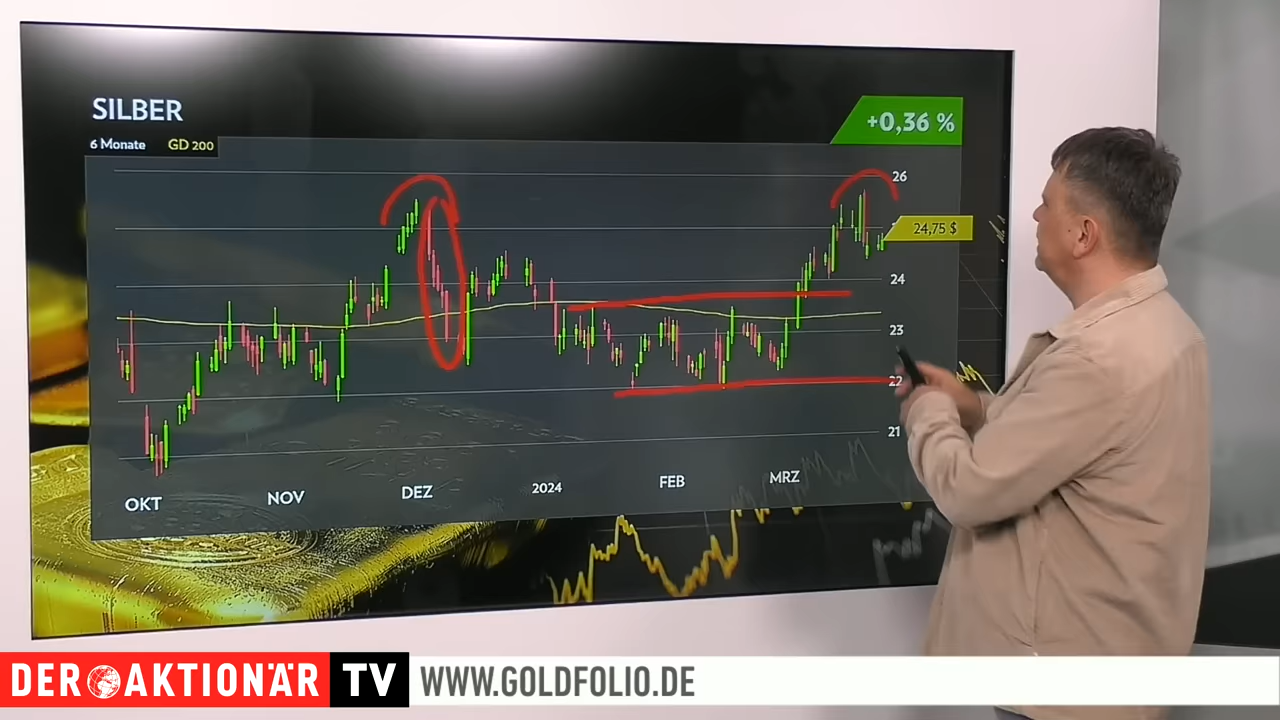 SILBER
+0,36 %
6 Monate GD 200
26
24,75 $
24
23
22
21
OKT NOV DEZ 2024 FEB MRZ
DER AKTIONÄR TV WWW.GOLDFOLIO.DE